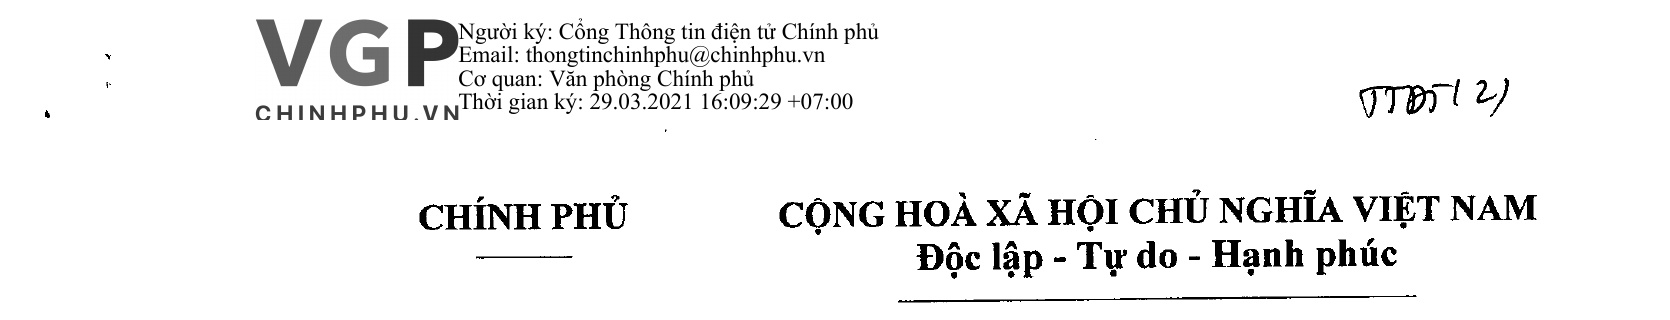 VGP
CHINHPHU.VN
Người ký: Cổng Thông tin điện tử Chính phủ
Email: thongtinchinhphu@chinhphu.vn
Cơ quan: Văn phòng Chính phủ
Thời gian ký: 29.03.2021 16:09:29 +07:00
TTĐT(2)
CHÍNH PHỦ
CỘNG HOÀ XÃ HỘI CHỦ NGHĨA VIỆT NAM
Độc lập - Tự do - Hạnh phúc